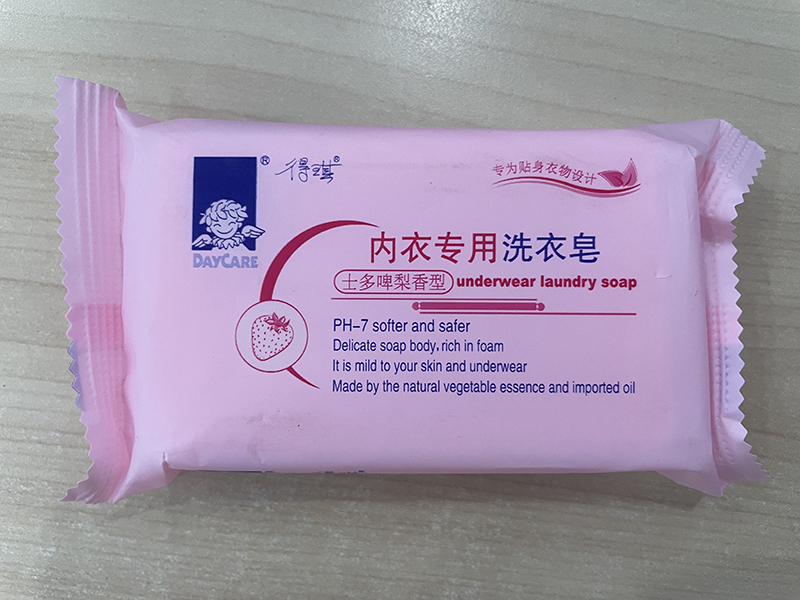 ® 得琪®
DAYCARE
专为贴身衣物设计
内衣专用洗衣皂
士多啤梨香型 underwear laundry soap
PH-7 softer and safer
Delicate soap body, rich in foam
It is mild to your skin and underwear
Made by the natural vegetable essence and imported oil